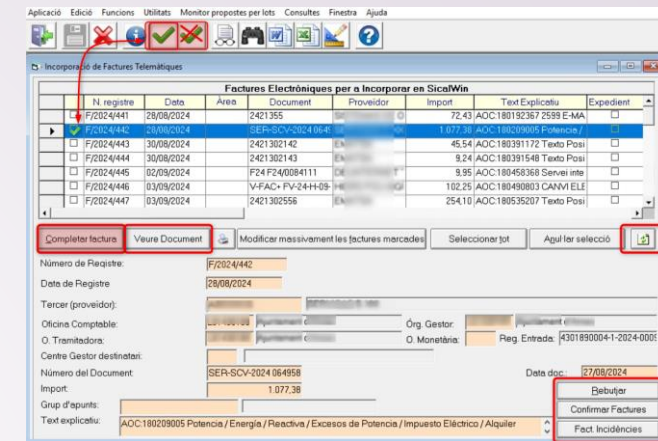 Aplicació Edició Funcions Utilitats Monitor propostes per lots Consultes Finestra Ajuda
Incorporació de Factures Telemàtiques
Factures Electròniques per a Incorporar en SicalWin
N. registre Data Àrea Document Proveïdor Import Text Explicatiu Expedient
F/2024/441 28/08/2024 2421355 72,43 AOC:180192367 2599 E-MA
F/2024/442 28/08/2024 SER-SCV-2024 0649 1.077,38 AOC:180209005 Potencia /
F/2024/443 30/08/2024 2421302142 45,54 AOC:180391172 Texto Posi
F/2024/444 30/08/2024 2421302143 9,24 AOC:180391548 Texto Posi
F/2024/445 02/09/2024 F24 F24/0084111 9,95 AOC:180458368 Servei inte
F/2024/446 03/09/2024 V-FAC+ FV-24-H-09- 102,25 AOC:180490803 CANVI ELE
F/2024/447 03/09/2024 2421302556 254,10 AOC:180535207 Texto Posi
Completar factura Veure Document Modificar massivament les factures marcades Seleccionar tot Anul·lar selecció
Número de Registre: F/2024/442
Data de Registre 28/08/2024
Tercer (proveïdor):
Oficina Comptable: Òrg. Gestor:
O. Tramitadora: O. Monetària: Reg. Entrada: 4301890004-1-2024-0009
Centre Gestor destinatari:
Número del Document: SER-SCV-2024 064958 Data doc.: 27/08/2024
Import: 1.077,38 Rebutjar
Grup d'apunts: Confirmar Factures
Text explicatiu: AOC:180209005 Potencia / Energía / Reactiva / Excesos de Potencia / Impuesto Eléctrico / Alquiler Fact. Incidències